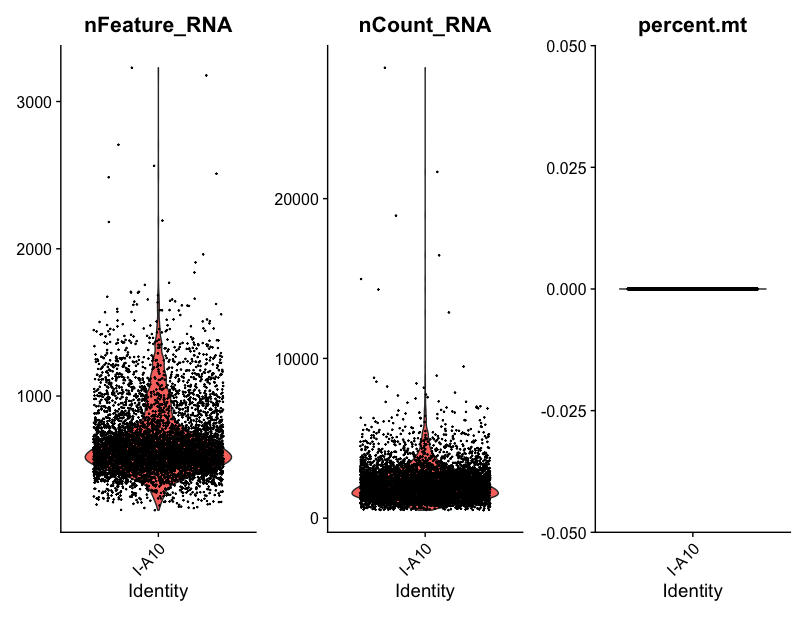 nFeature_RNA
3000
2000
1000
I-A10
Identity
nCount_RNA
20000
10000
0
I-A10
Identity
percent.mt
0.050
0.025
0.000
-0.025
-0.050
I-A10
Identity